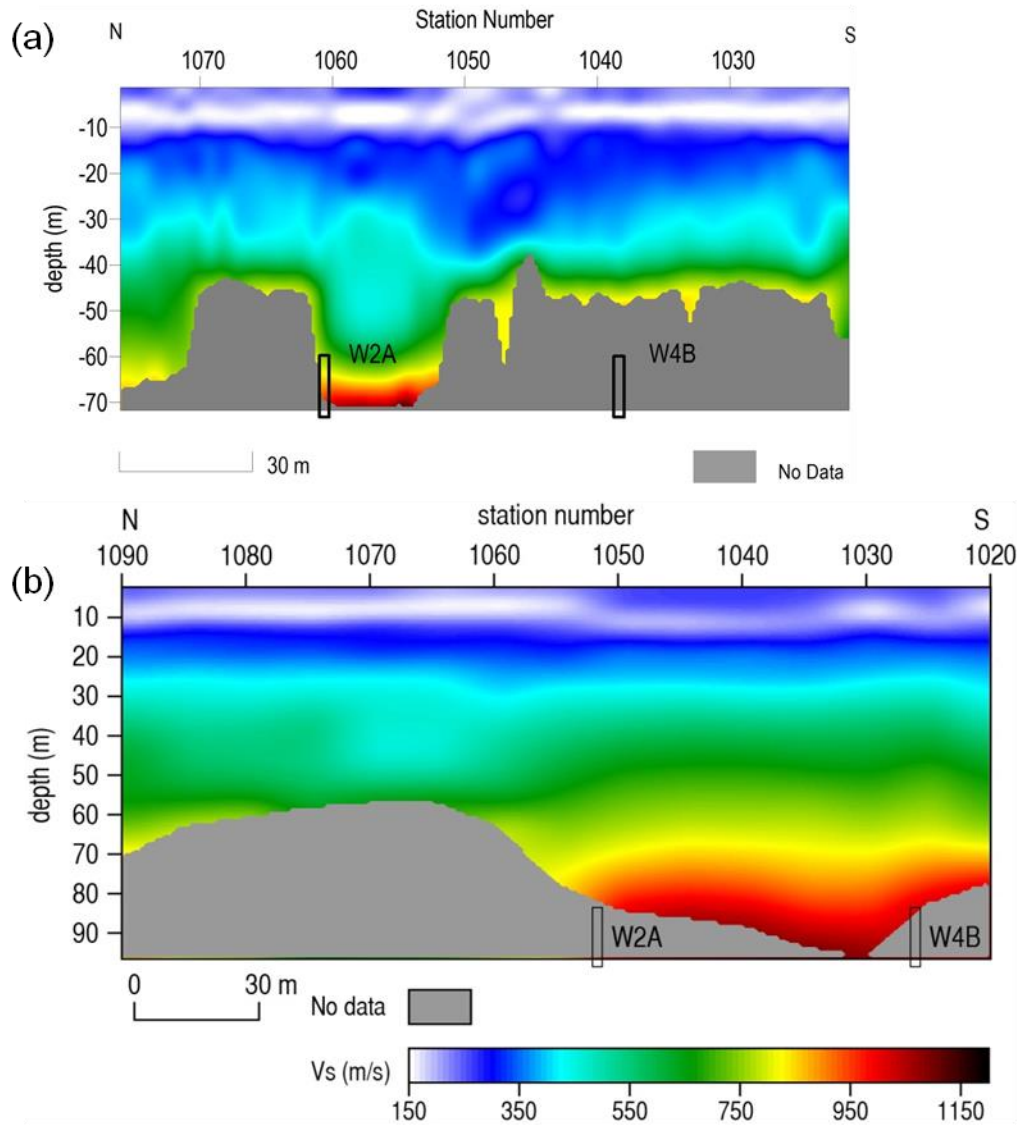 (a)
Station Number
N
S
1070 1060 1050 1040 1030
-10
-20
-30
-40
-50
-60
-70
depth (m)
W2A
W4B
30 m
No Data
(b)
station number
N
S
1090 1080 1070 1060 1050 1040 1030 1020
10
20
30
40
50
60
70
80
90
depth (m)
W2A
W4B
0 30 m
No data
Vs (m/s)
150 350 550 750 950 1150